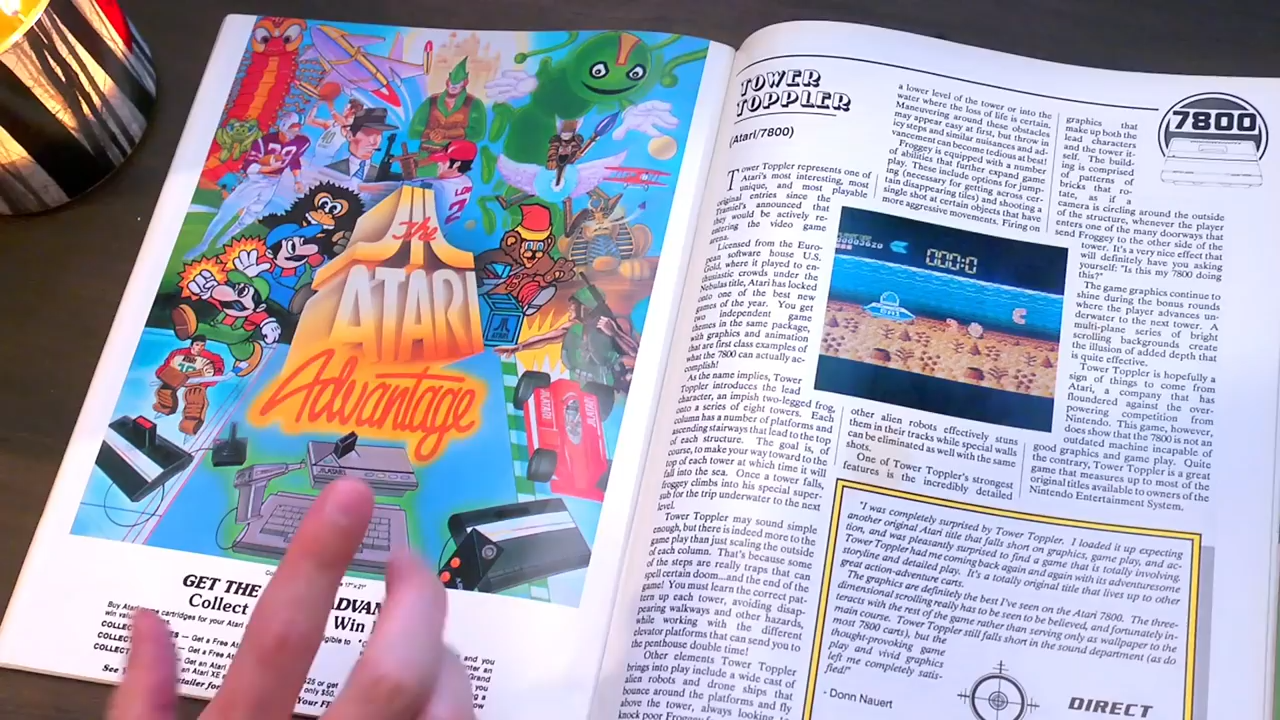 The
ATARI
Advantage
ATARI
ATARI
ATARI
GET THE
ADVAN
Collect
Win
TOWER
TOPPLER
(Atari/7800)
Tower Toppler represents one of
Atari's most interesting, most
unique, and most playable
original entries since the
Tramiel's announced that
they would be actively re-
entering the video game
arena.
Licensed from the Euro-
pean software house U.S.
Gold, where it played to en-
thusiastic crowds under the
Nebulas title, Atari has locked
onto one of the best new
games of the year. You get
two independent game
themes in the same package,
with graphics and animation
that are first class examples of
what the 7800 can actually ac-
complish!
As the name implies, Tower
Toppler introduces the lead
character, an impish two-legged frog,
onto a series of eight towers. Each
column has a number of platforms and
ascending stairways that lead to the top
of each structure. The goal is, of
course, to make your way toward the
top of each tower at which time it will
fall into the sea. Once a tower falls,
froggey climbs into his special super-
sub for the trip underwater to the next
level.
Tower Toppler may sound simple
enough, but there is indeed more to the
game play than just scaling the outside
of each column. That's because some
of the steps are really traps that can
spell certain doom...and the end of the
game! You must learn the correct pat-
tern up each tower, avoiding disap-
pearing walkways and other hazards,
while working with the different
elevator platforms that can send you to
the penthouse double time!
Other elements Tower Toppler
brings into play include a wide cast of
alien robots and drone ships that
bounce around the platforms and fly
above the tower, always looking to
knock poor Froggey
a lower level of the tower or into the
water where the loss of life is certain.
Maneuvering around these obstacles
may appear easy at first, but throw in
icy steps and similar nuisances and ad-
vancement can become tedious at best!
Froggey is equipped with a number
of abilities that further expand game
play. These include options for jump-
ing (necessary for getting across cer-
tain disappearing tiles) and shooting a
single shot at certain objects that have
more aggressive movements. Firing on
000:0
other alien robots effectively stuns
them in their tracks while special walls
can be eliminated as well with the same
shots.
One of Tower Toppler's strongest
features is the incredibly detailed
graphics that
make up both the
lead characters
and the tower it-
self. The build-
ing is comprised
of patterns of
bricks that ro-
tate, as if a
camera is circling around the outside
of the structure, whenever the player
enters one of the many doorways that
send Froggey to the other side of the
tower. It's a very nice effect that
will definitely have you asking
yourself: "Is this my 7800 doing
this?"
The game graphics continue to
shine during the bonus rounds
where the player advances un-
derwater to the next tower. A
multi-plane series of bright
scrolling backgrounds create
the illusion of added depth that
is quite effective.
Tower Toppler is hopefully a
sign of things to come from
Atari, a company that has
floundered against the over-
powering competition from
Nintendo. This game, however,
does show that the 7800 is not an
outdated machine incapable of
good graphics and game play. Quite
the contrary, Tower Toppler is a great
game that measures up to most of the
original titles available to owners of the
Nintendo Entertainment System.
7800
"I was completely surprised by Tower Toppler. I loaded it up expecting
another original Atari title that falls short on graphics, game play, and ac-
tion, and was pleasantly surprised to find a game that is totally involving.
Tower Toppler had me coming back again and again with its adventuresome
storyline and detailed play. It's a totally original title that lives up to other
great action-adventure carts.
The graphics are definitely the best I've seen on the Atari 7800. The three-
dimensional scrolling really has to be seen to be believed, and fortunately in-
teracts with the rest of the game rather than serving only as wallpaper to the
main course. Tower Toppler still falls short in the sound department (as do
most 7800 carts), but the
thought-provoking game
play and vivid graphics
left me completely satis-
fied!"
- Donn Nauert
DIRECT